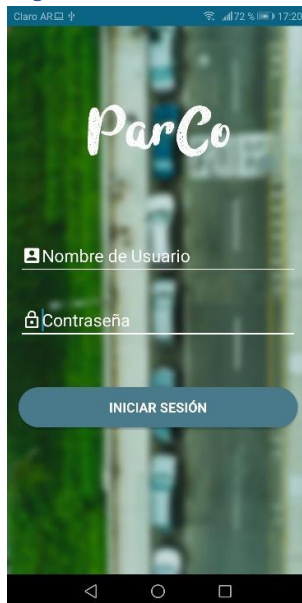 Claro AR 72 % 17:20
ParCo
Nombre de Usuario
Contraseña
INICIAR SESIÓN